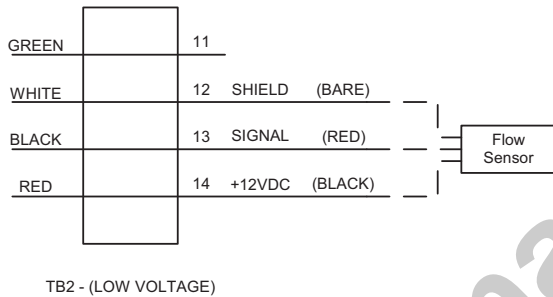 GREEN 11
WHITE 12 SHIELD (BARE)
BLACK 13 SIGNAL (RED)
Flow
Sensor
RED 14 +12VDC (BLACK)
TB2 - (LOW VOLTAGE)